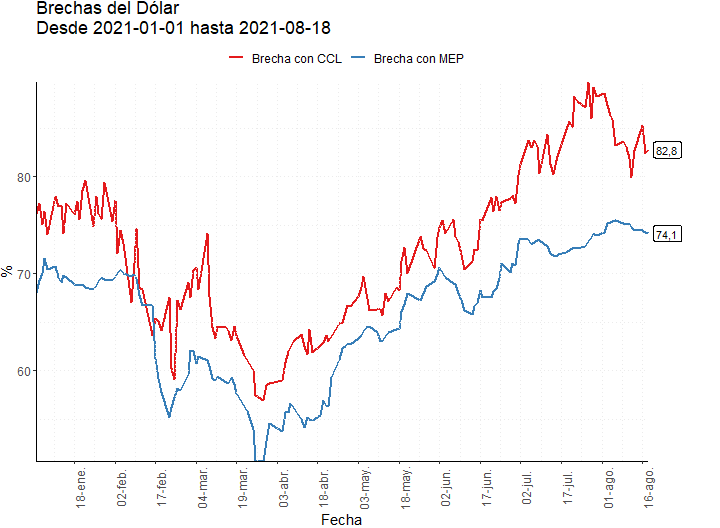 Brechas del Dólar
Desde 2021-01-01 hasta 2021-08-18
Brecha con CCL
Brecha con MEP
%
80
70
60
82,8
74,1
18-ene.
02-feb.
17-feb.
04-mar.
19-mar.
03-abr.
18-abr.
03-may.
18-may.
02-jun.
17-jun.
02-jul.
17-jul.
01-ago.
16-ago.
Fecha